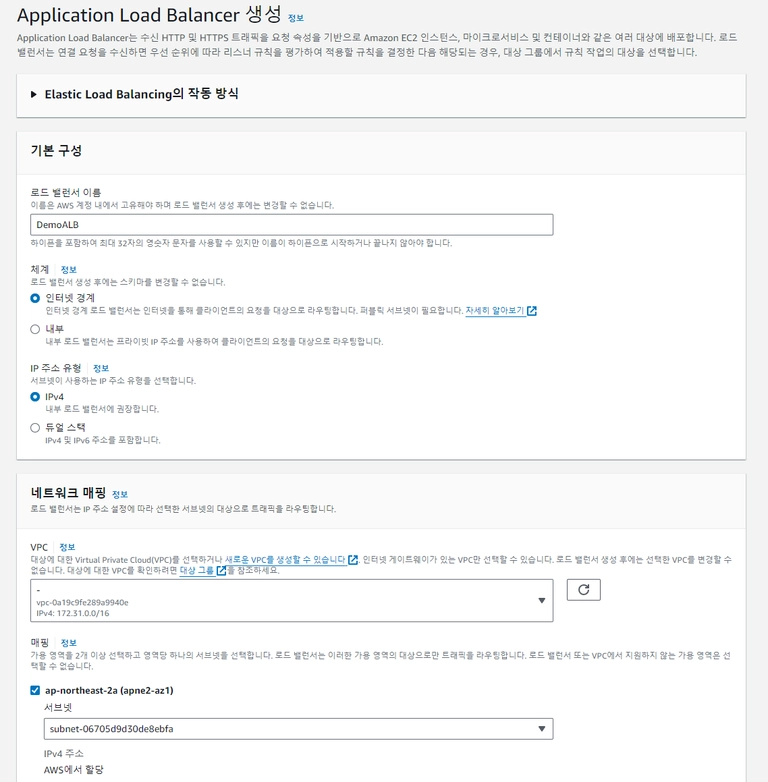 Application Load Balancer 생성 정보
Application Load Balancer는 수신 HTTP 및 HTTPS 트래픽을 요청 속성을 기반으로 Amazon EC2 인스턴스, 마이크로서비스 및 컨테이너와 같은 여러 대상에 배포합니다. 로드
밸런서는 연결 요청을 수신하면 우선 순위에 따라 리스너 규칙을 평가하여 적용할 규칙을 결정한 다음 해당되는 경우, 대상 그룹에서 규칙 작업의 대상을 선택합니다.
Elastic Load Balancing의 작동 방식
기본 구성
로드 밸런서 이름
이름은 AWS 계정 내에서 고유해야 하며 로드 밸런서 생성 후에는 변경할 수 없습니다.
DemoALB
하이픈을 포함하여 최대 32자의 영숫자 문자를 사용할 수 있지만 이름이 하이픈으로 시작하거나 끝나지 않아야 합니다.
체계 정보
로드 밸런서 생성 후에는 스키마를 변경할 수 없습니다.
인터넷 경계
인터넷 경계 로드 밸런서는 인터넷을 통해 클라이언트의 요청을 대상으로 라우팅합니다. 퍼블릭 서브넷이 필요합니다. 자세히 알아보기
내부
내부 로드 밸런서는 프라이빗 IP 주소를 사용하여 클라이언트의 요청을 대상으로 라우팅합니다.
IP 주소 유형 정보
서브넷이 사용하는 IP 주소 유형을 선택합니다.
IPv4
내부 로드 밸런서에 권장합니다.
듀얼 스택
IPv4 및 IPv6 주소를 포함합니다.
네트워크 매핑 정보
로드 밸런서는 IP 주소 설정에 따라 선택한 서브넷의 대상으로 트래픽을 라우팅합니다.
VPC 정보
대상에 대한 Virtual Private Cloud(VPC)를 선택하거나 새로운 VPC를 생성할 수 있습니다. 인터넷 게이트웨이가 있는 VPC만 선택할 수 있습니다. 로드 밸런서 생성 후에는 선택한 VPC를 변경할 수
없습니다. 대상에 대한 VPC를 확인하려면 대상 그룹을 참조하세요.
-
vpc-0a19c9fe289a9940e
IPv4: 172.31.0.0/16
매핑 정보
가용 영역을 2개 이상 선택하고 영역당 하나의 서브넷을 선택합니다. 로드 밸런서는 이러한 가용 영역의 대상으로만 트래픽을 라우팅합니다. 로드 밸런서 또는 VPC에서 지원하지 않는 가용 영역은 선
택할 수 없습니다.
ap-northeast-2a (apne2-az1)
서브넷
subnet-06705d9d30de8ebfa
IPv4 주소
AWS에서 할당